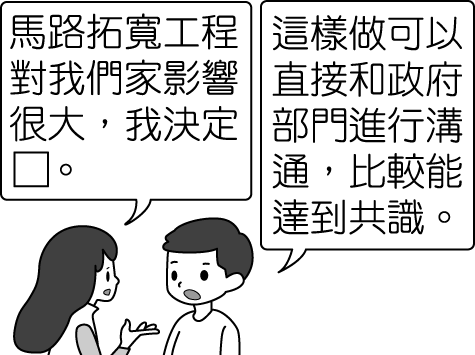 馬路拓寬工程
對我們家影響
很大，我決定
□。
這樣做可以
直接和政府
部門進行溝
通，比較能
達到共識。